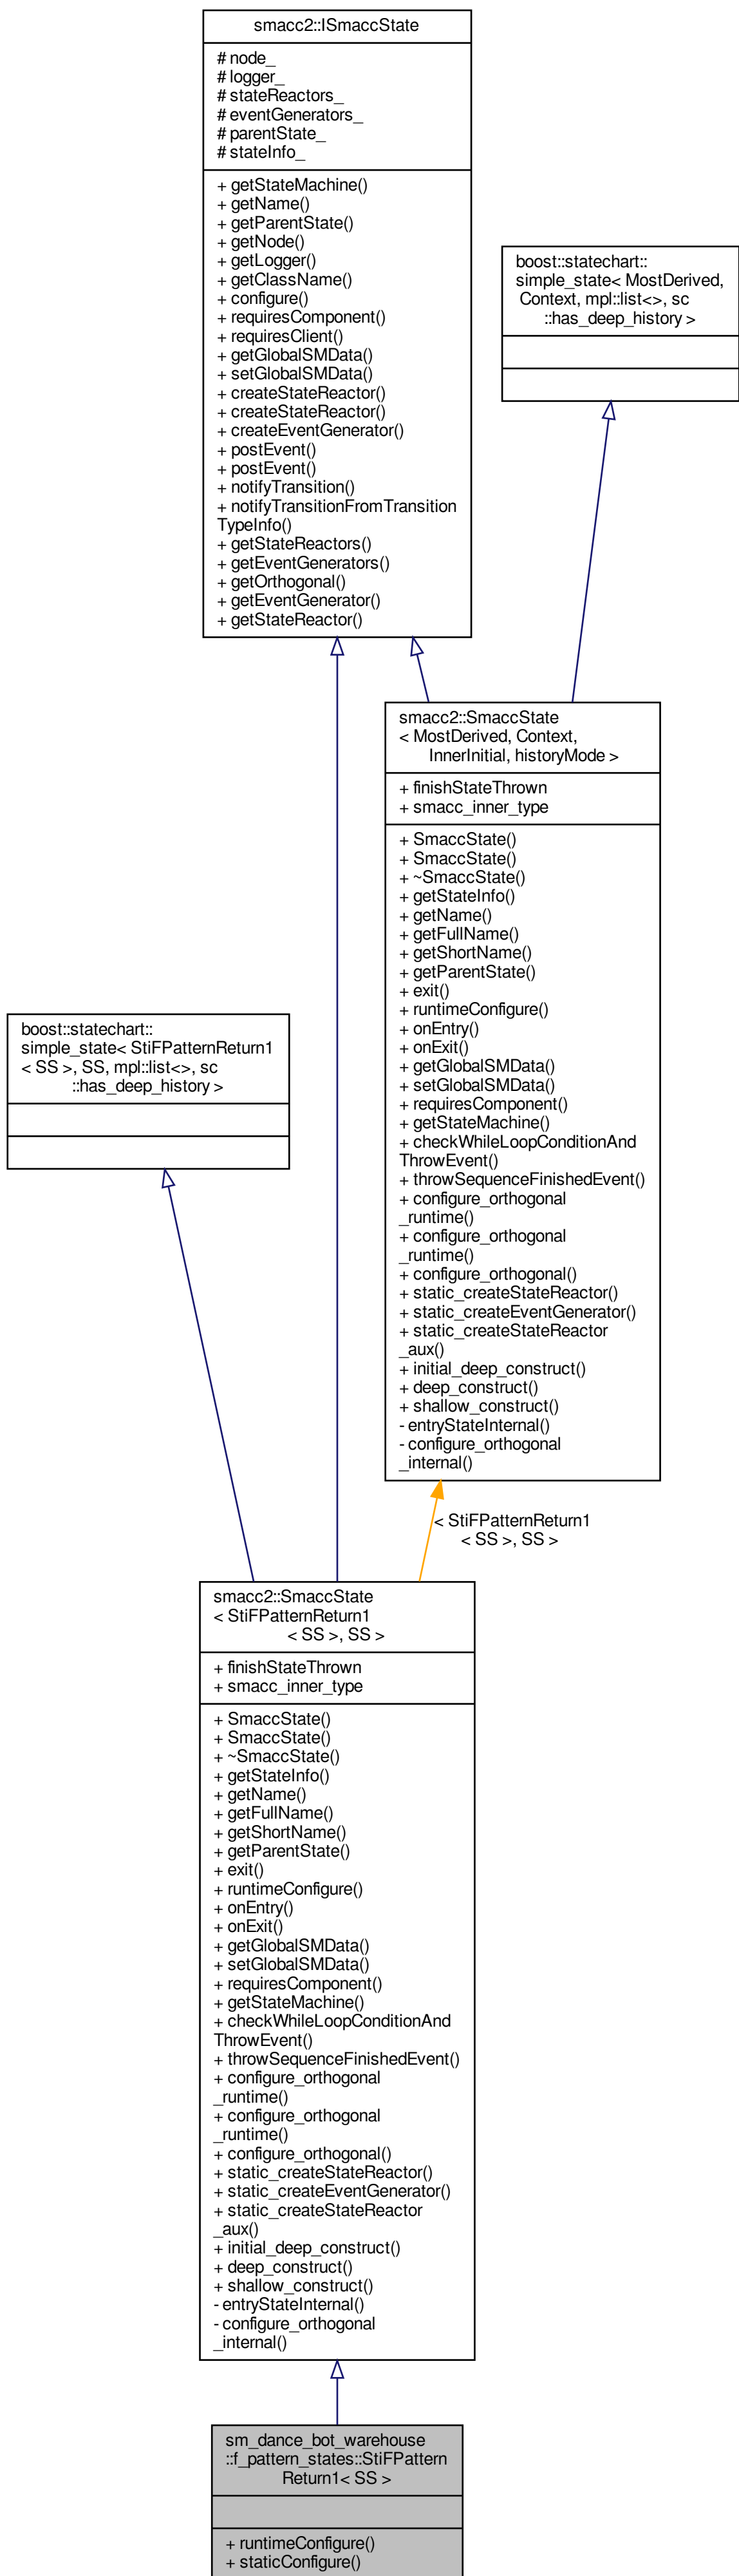 smacc2::ISmaccState
# node_
# logger_
# stateReactors_
# eventGenerators_
# parentState_
# stateInfo_
+ getStateMachine()
+ getName()
+ getParentState()
+ getNode()
+ getLogger()
+ getClassName()
+ configure()
+ requiresComponent()
+ requiresClient()
+ getGlobalSMData()
+ setGlobalSMData()
+ createStateReactor()
+ createStateReactor()
+ createEventGenerator()
+ postEvent()
+ postEvent()
+ notifyTransition()
+ notifyTransitionFromTransition
TypeInfo()
+ getStateReactors()
+ getEventGenerators()
+ getOrthogonal()
+ getEventGenerator()
+ getStateReactor()
boost::statechart::
simple_state< MostDerived,
Context, mpl::list<>, sc
::has_deep_history >
smacc2::SmaccState
< MostDerived, Context,
InnerInitial, historyMode >
+ finishStateThrown
+ smacc_inner_type
+ SmaccState()
+ SmaccState()
+ ~SmaccState()
+ getStateInfo()
+ getName()
+ getFullName()
+ getShortName()
+ getParentState()
+ exit()
+ runtimeConfigure()
+ onEntry()
+ onExit()
+ getGlobalSMData()
+ setGlobalSMData()
+ requiresComponent()
+ getStateMachine()
+ checkWhileLoopConditionAnd
ThrowEvent()
+ throwSequenceFinishedEvent()
+ configure_orthogonal
_runtime()
+ configure_orthogonal
_runtime()
+ configure_orthogonal()
+ static_createStateReactor()
+ static_createEventGenerator()
+ static_createStateReactor
_aux()
+ initial_deep_construct()
+ deep_construct()
+ shallow_construct()
- entryStateInternal()
- configure_orthogonal
_internal()
boost::statechart::
simple_state< StiFPatternReturn1
< SS >, SS, mpl::list<>, sc
::has_deep_history >
< StiFPatternReturn1
< SS >, SS >
smacc2::SmaccState
< StiFPatternReturn1
< SS >, SS >
+ finishStateThrown
+ smacc_inner_type
+ SmaccState()
+ SmaccState()
+ ~SmaccState()
+ getStateInfo()
+ getName()
+ getFullName()
+ getShortName()
+ getParentState()
+ exit()
+ runtimeConfigure()
+ onEntry()
+ onExit()
+ getGlobalSMData()
+ setGlobalSMData()
+ requiresComponent()
+ getStateMachine()
+ checkWhileLoopConditionAnd
ThrowEvent()
+ throwSequenceFinishedEvent()
+ configure_orthogonal
_runtime()
+ configure_orthogonal
_runtime()
+ configure_orthogonal()
+ static_createStateReactor()
+ static_createEventGenerator()
+ static_createStateReactor
_aux()
+ initial_deep_construct()
+ deep_construct()
+ shallow_construct()
- entryStateInternal()
- configure_orthogonal
_internal()
sm_dance_bot_warehouse
::f_pattern_states::StiFPattern
Return1< SS >
+ runtimeConfigure()
+ staticConfigure()